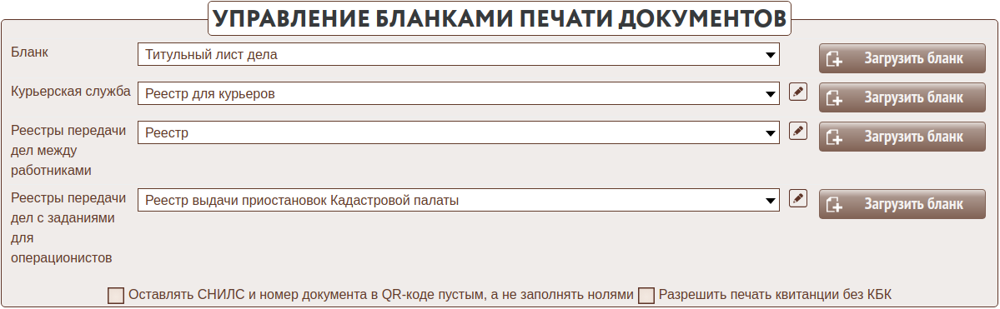 УПРАВЛЕНИЕ БЛАНКАМИ ПЕЧАТИ ДОКУМЕНТОВ
Бланк
Титульный лист дела
Загрузить бланк
Курьерская служба
Реестр для курьеров
Загрузить бланк
Реестры передачи
дел между
работниками
Реестр
Загрузить бланк
Реестры передачи
дел с заданиями
для
операционистов
Реестр выдачи приостановок Кадастровой палаты
Загрузить бланк
Оставлять СНИЛС и номер документа в QR-коде пустым, а не заполнять нолями
Разрешить печать квитанции без КБК